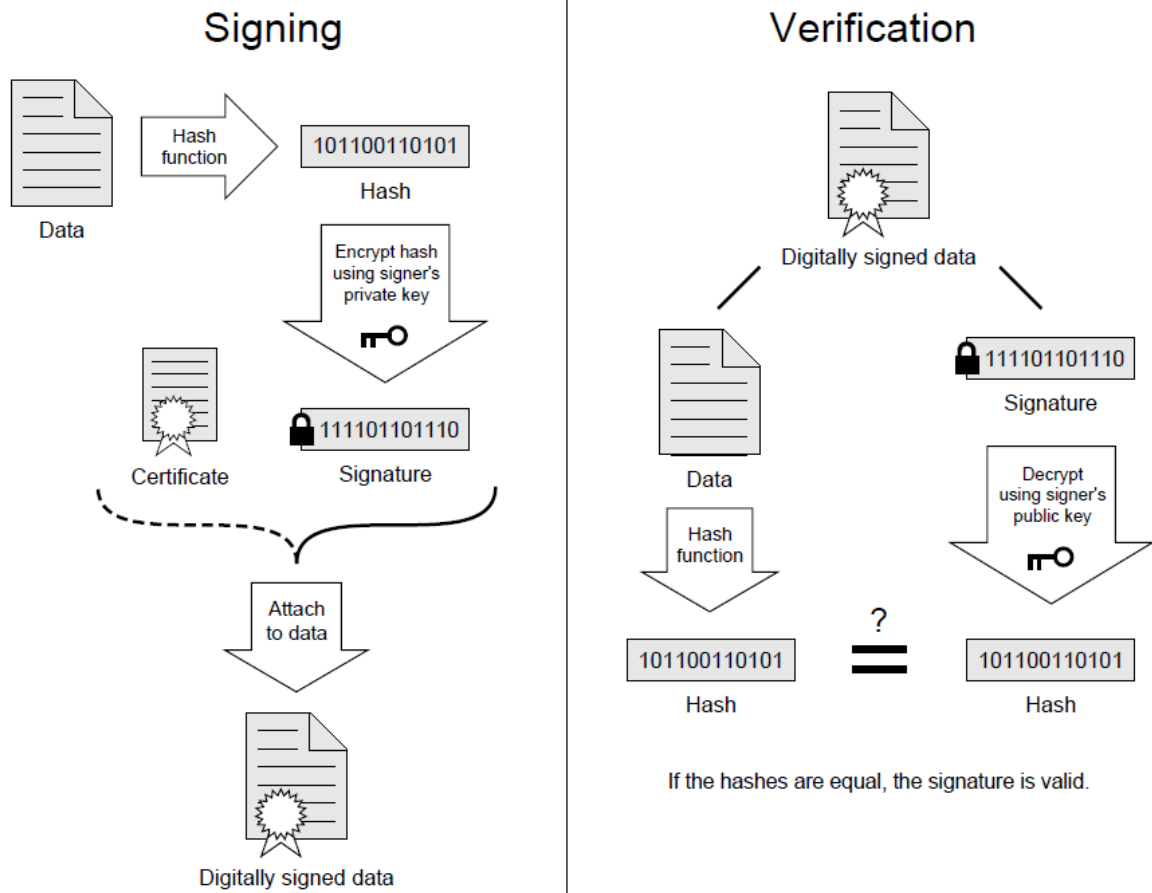 Signing
Hash
function
101100110101
Hash
Data
Encrypt hash
using signer's
private key
Certificate
111101101110
Signature
Attach
to data
Digitally signed data
Verification
Digitally signed data
Data
111101101110
Signature
Hash
function
Decrypt
using signer's
public key
101100110101
Hash
?
=
101100110101
Hash
If the hashes are equal, the signature is valid.